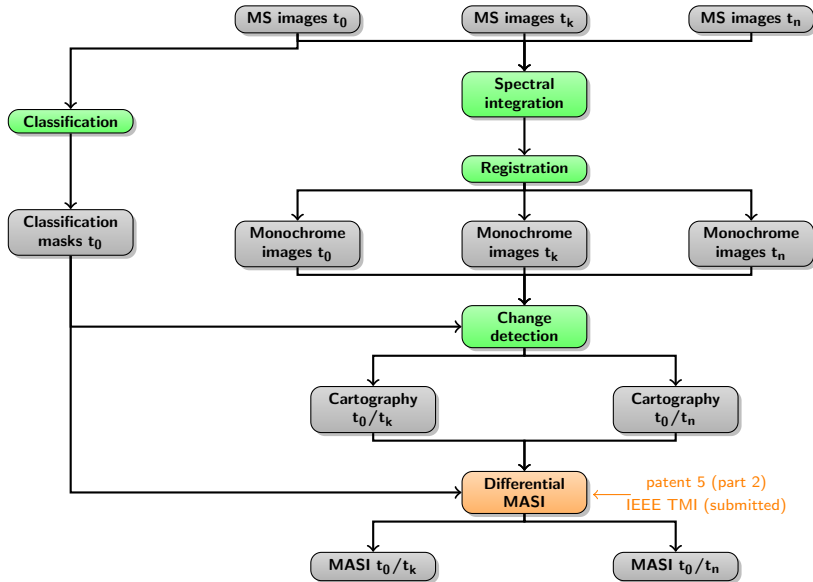 MS images t0
MS images tk
MS images tn
Spectral
integration
Classification
Registration
Classification
masks t0
Monochrome
images t0
Monochrome
images tk
Monochrome
images tn
Change
detection
Cartography
t0/tk
Cartography
t0/tn
Differential
MASI
patent 5 (part 2)
IEEE TMI (submitted)
MASI t0/tk
MASI t0/tn